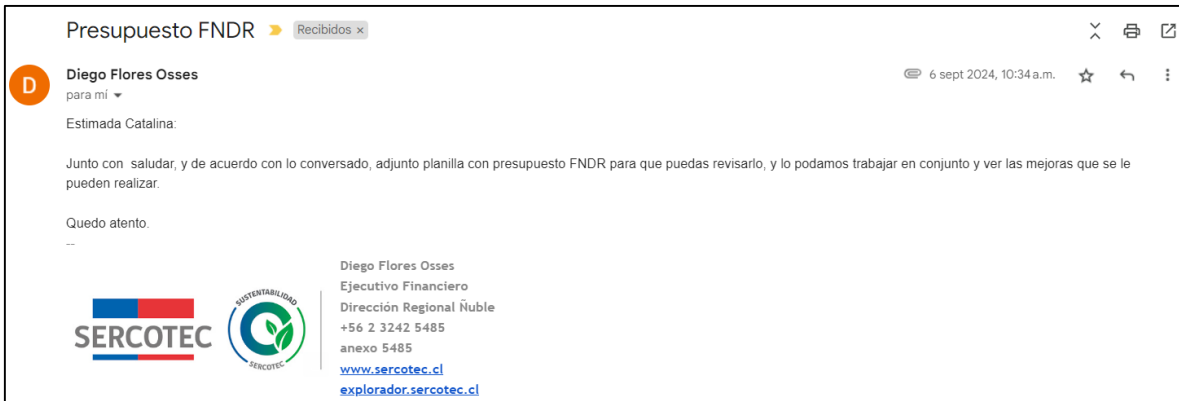 Presupuesto FNDR Recibidos ×
D
Diego Flores Osses 6 sept 2024, 10:34 a.m.
para mí
Estimada Catalina:
Junto con saludar, y de acuerdo con lo conversado, adjunto planilla con presupuesto FNDR para que puedas revisarlo, y lo podamos trabajar en conjunto y ver las mejoras que se le
pueden realizar.
Quedo atento.
--
SERCOTEC
SUSTENTABILIDAD
SERCOTEC
Diego Flores Osses
Ejecutivo Financiero
Dirección Regional Ñuble
+56 2 3242 5485
anexo 5485
www.sercotec.cl
explorador.sercotec.cl